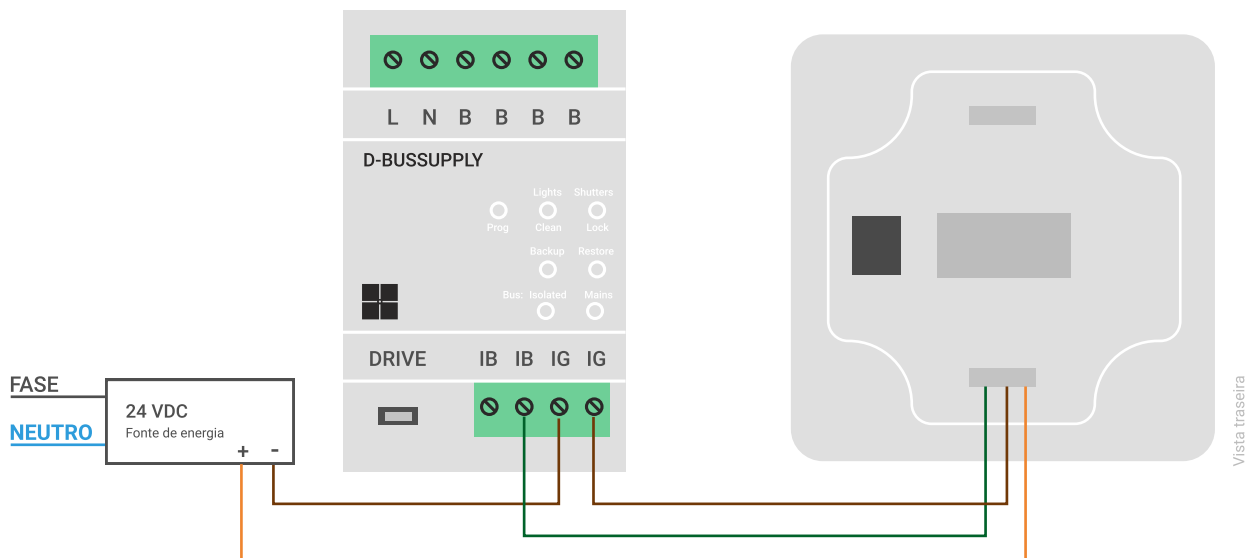 L N B B B B
D-BUSSUPPLY
Lights Shutters
Prog Clean Lock
Backup Restore
Bus: Isolated Mains
DRIVE IB IB IG IG
FASE
NEUTRO
24 VDC
Fonte de energia
+ -
Vista traseira